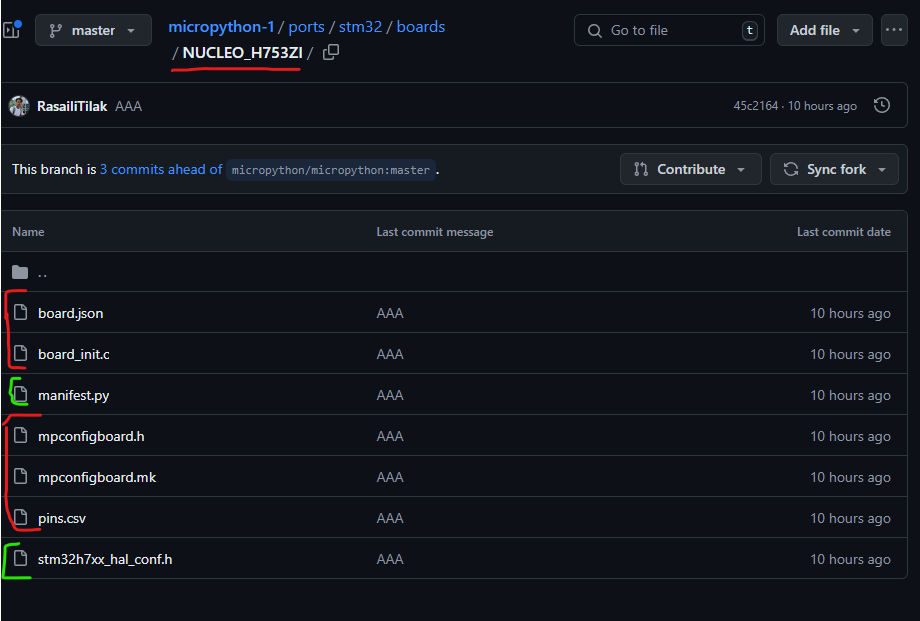 master
micropython-1 / ports / stm32 / boards
/ NUCLEO_H753ZI /
Go to file
t
Add file
RasailiTilak AAA
45c2164 · 10 hours ago
This branch is 3 commits ahead of micropython/micropython:master .
Contribute
Sync fork
Name Last commit message Last commit date
..
board.json AAA 10 hours ago
board_init.c AAA 10 hours ago
manifest.py AAA 10 hours ago
mpconfigboard.h AAA 10 hours ago
mpconfigboard.mk AAA 10 hours ago
pins.csv AAA 10 hours ago
stm32h7xx_hal_conf.h AAA 10 hours ago